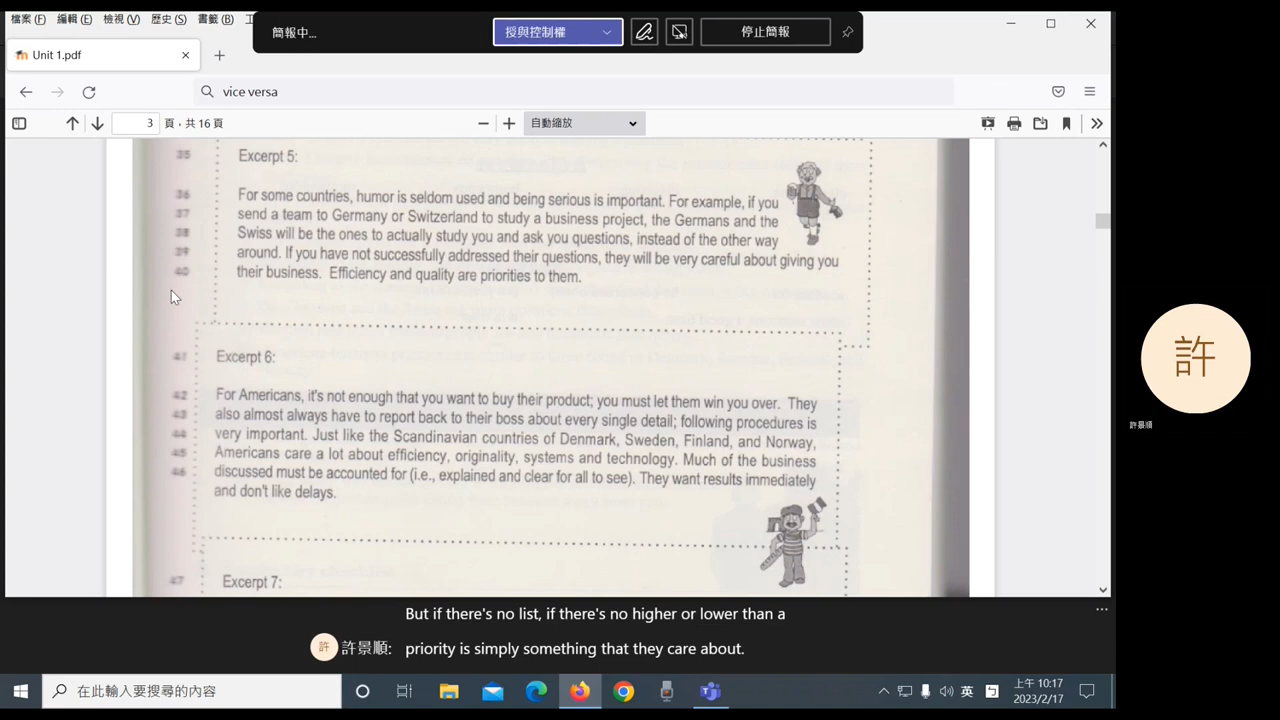 檔案 (F) 編輯 (E) 檢視 (V) 歷史 (S) 書籤 (B)
簡報中...
授與控制權
停止簡報
Unit 1.pdf
vice versa
3 頁,共 16 頁
自動縮放
35 Excerpt 5:
36 For some countries, humor is seldom used and being serious is important. For example, if you
37 send a team to Germany or Switzerland to study a business project, the Germans and the
38 Swiss will be the ones to actually study you and ask you questions, instead of the other way
39 around. If you have not successfully addressed their questions, they will be very careful about giving you
40 their business. Efficiency and quality are priorities to them.
41 Excerpt 6:
42 For Americans, it's not enough that you want to buy their product; you must let them win you over. They
43 also almost always have to report back to their boss about every single detail; following procedures is
44 very important. Just like the Scandinavian countries of Denmark, Sweden, Finland, and Norway,
45 Americans care a lot about efficiency, originality, systems and technology. Much of the business
46 discussed must be accounted for (i.e., explained and clear for all to see). They want results immediately
and don't like delays.
47 Excerpt 7:
許
許景順
But if there's no list, if there's no higher or lower than a
許 許景順: priority is simply something that they care about.
在此輸入要搜尋的內容
英
上午 10:17
2023/2/17